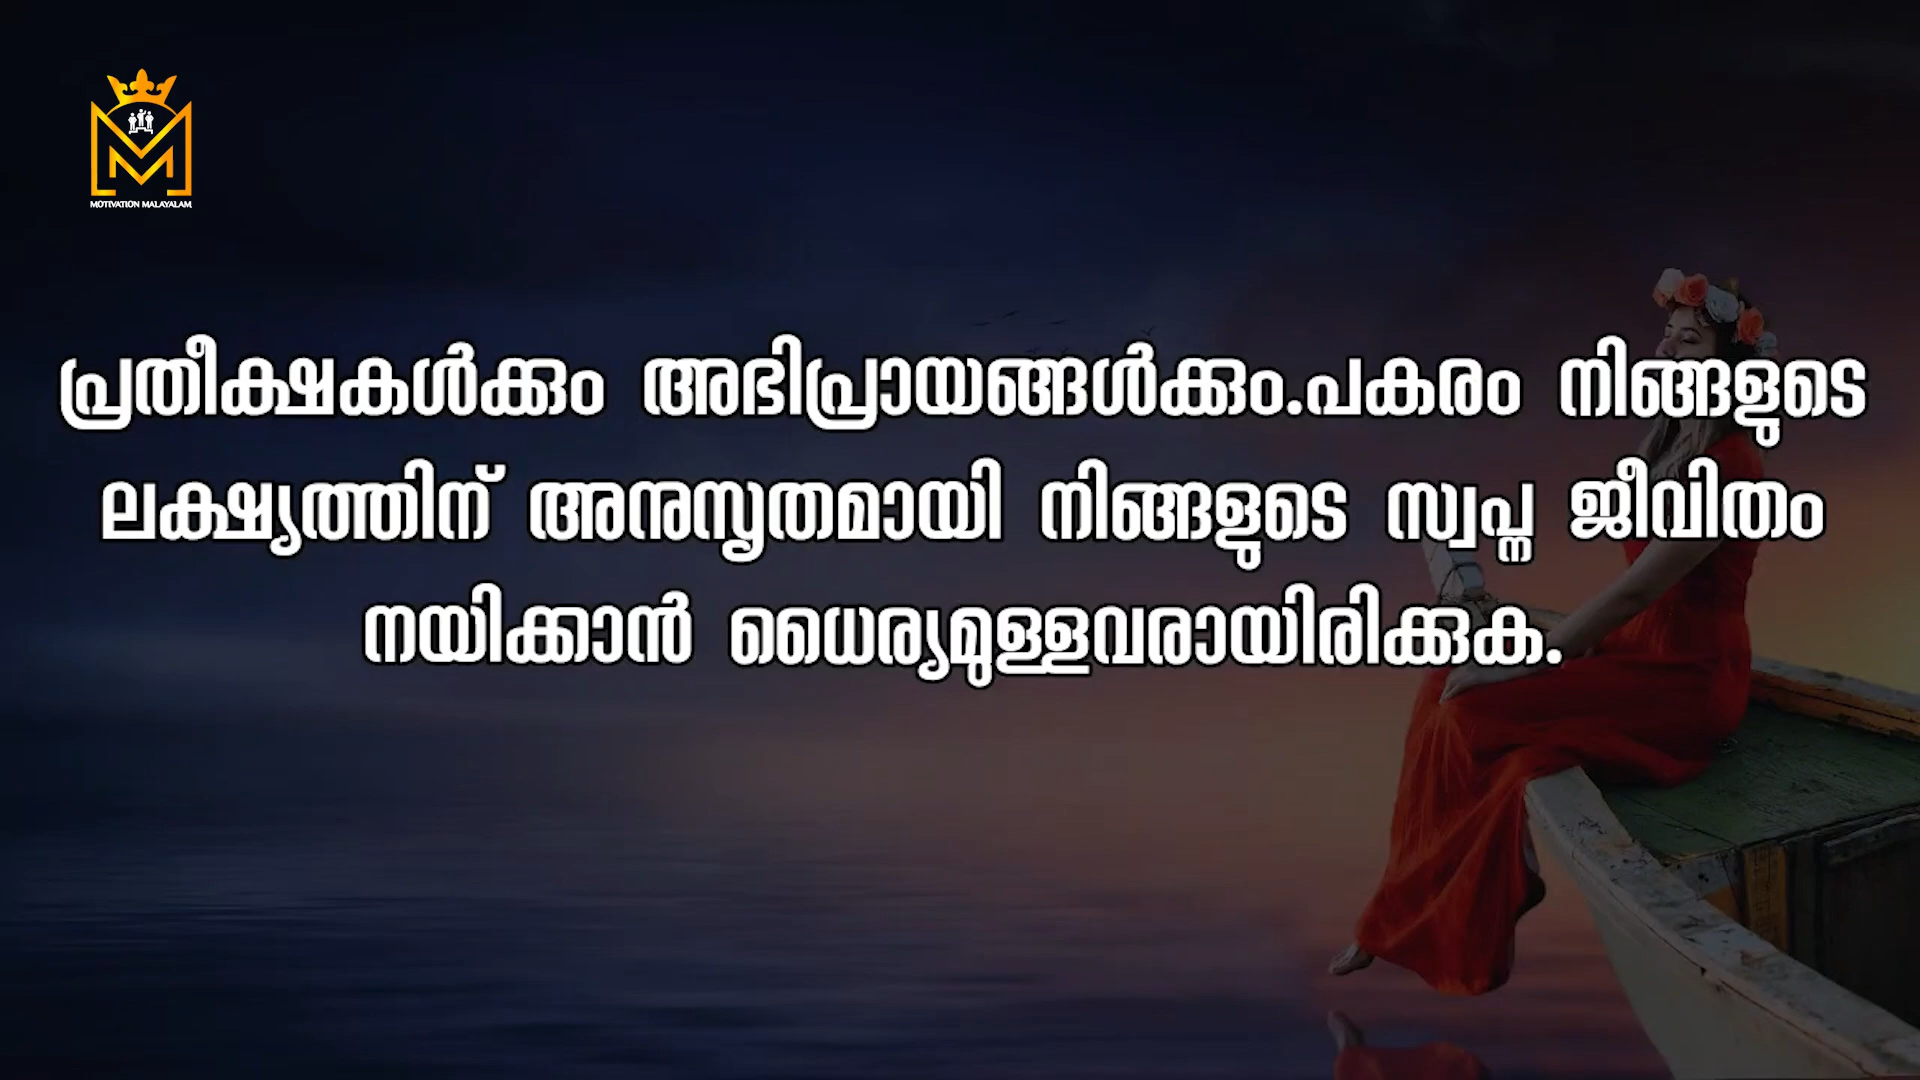 MOTIVATION MALAYALAM
പ്രതീക്ഷകൾക്കും അഭിപ്രായങ്ങൾക്കും.പകരം നിങ്ങളുടെ
ലക്ഷ്യത്തിന് അനുസൃതമായി നിങ്ങളുടെ സ്വപ്ന ജീവിതം
നയിക്കാൻ ധൈര്യമുള്ളവരായിരിക്കുക.